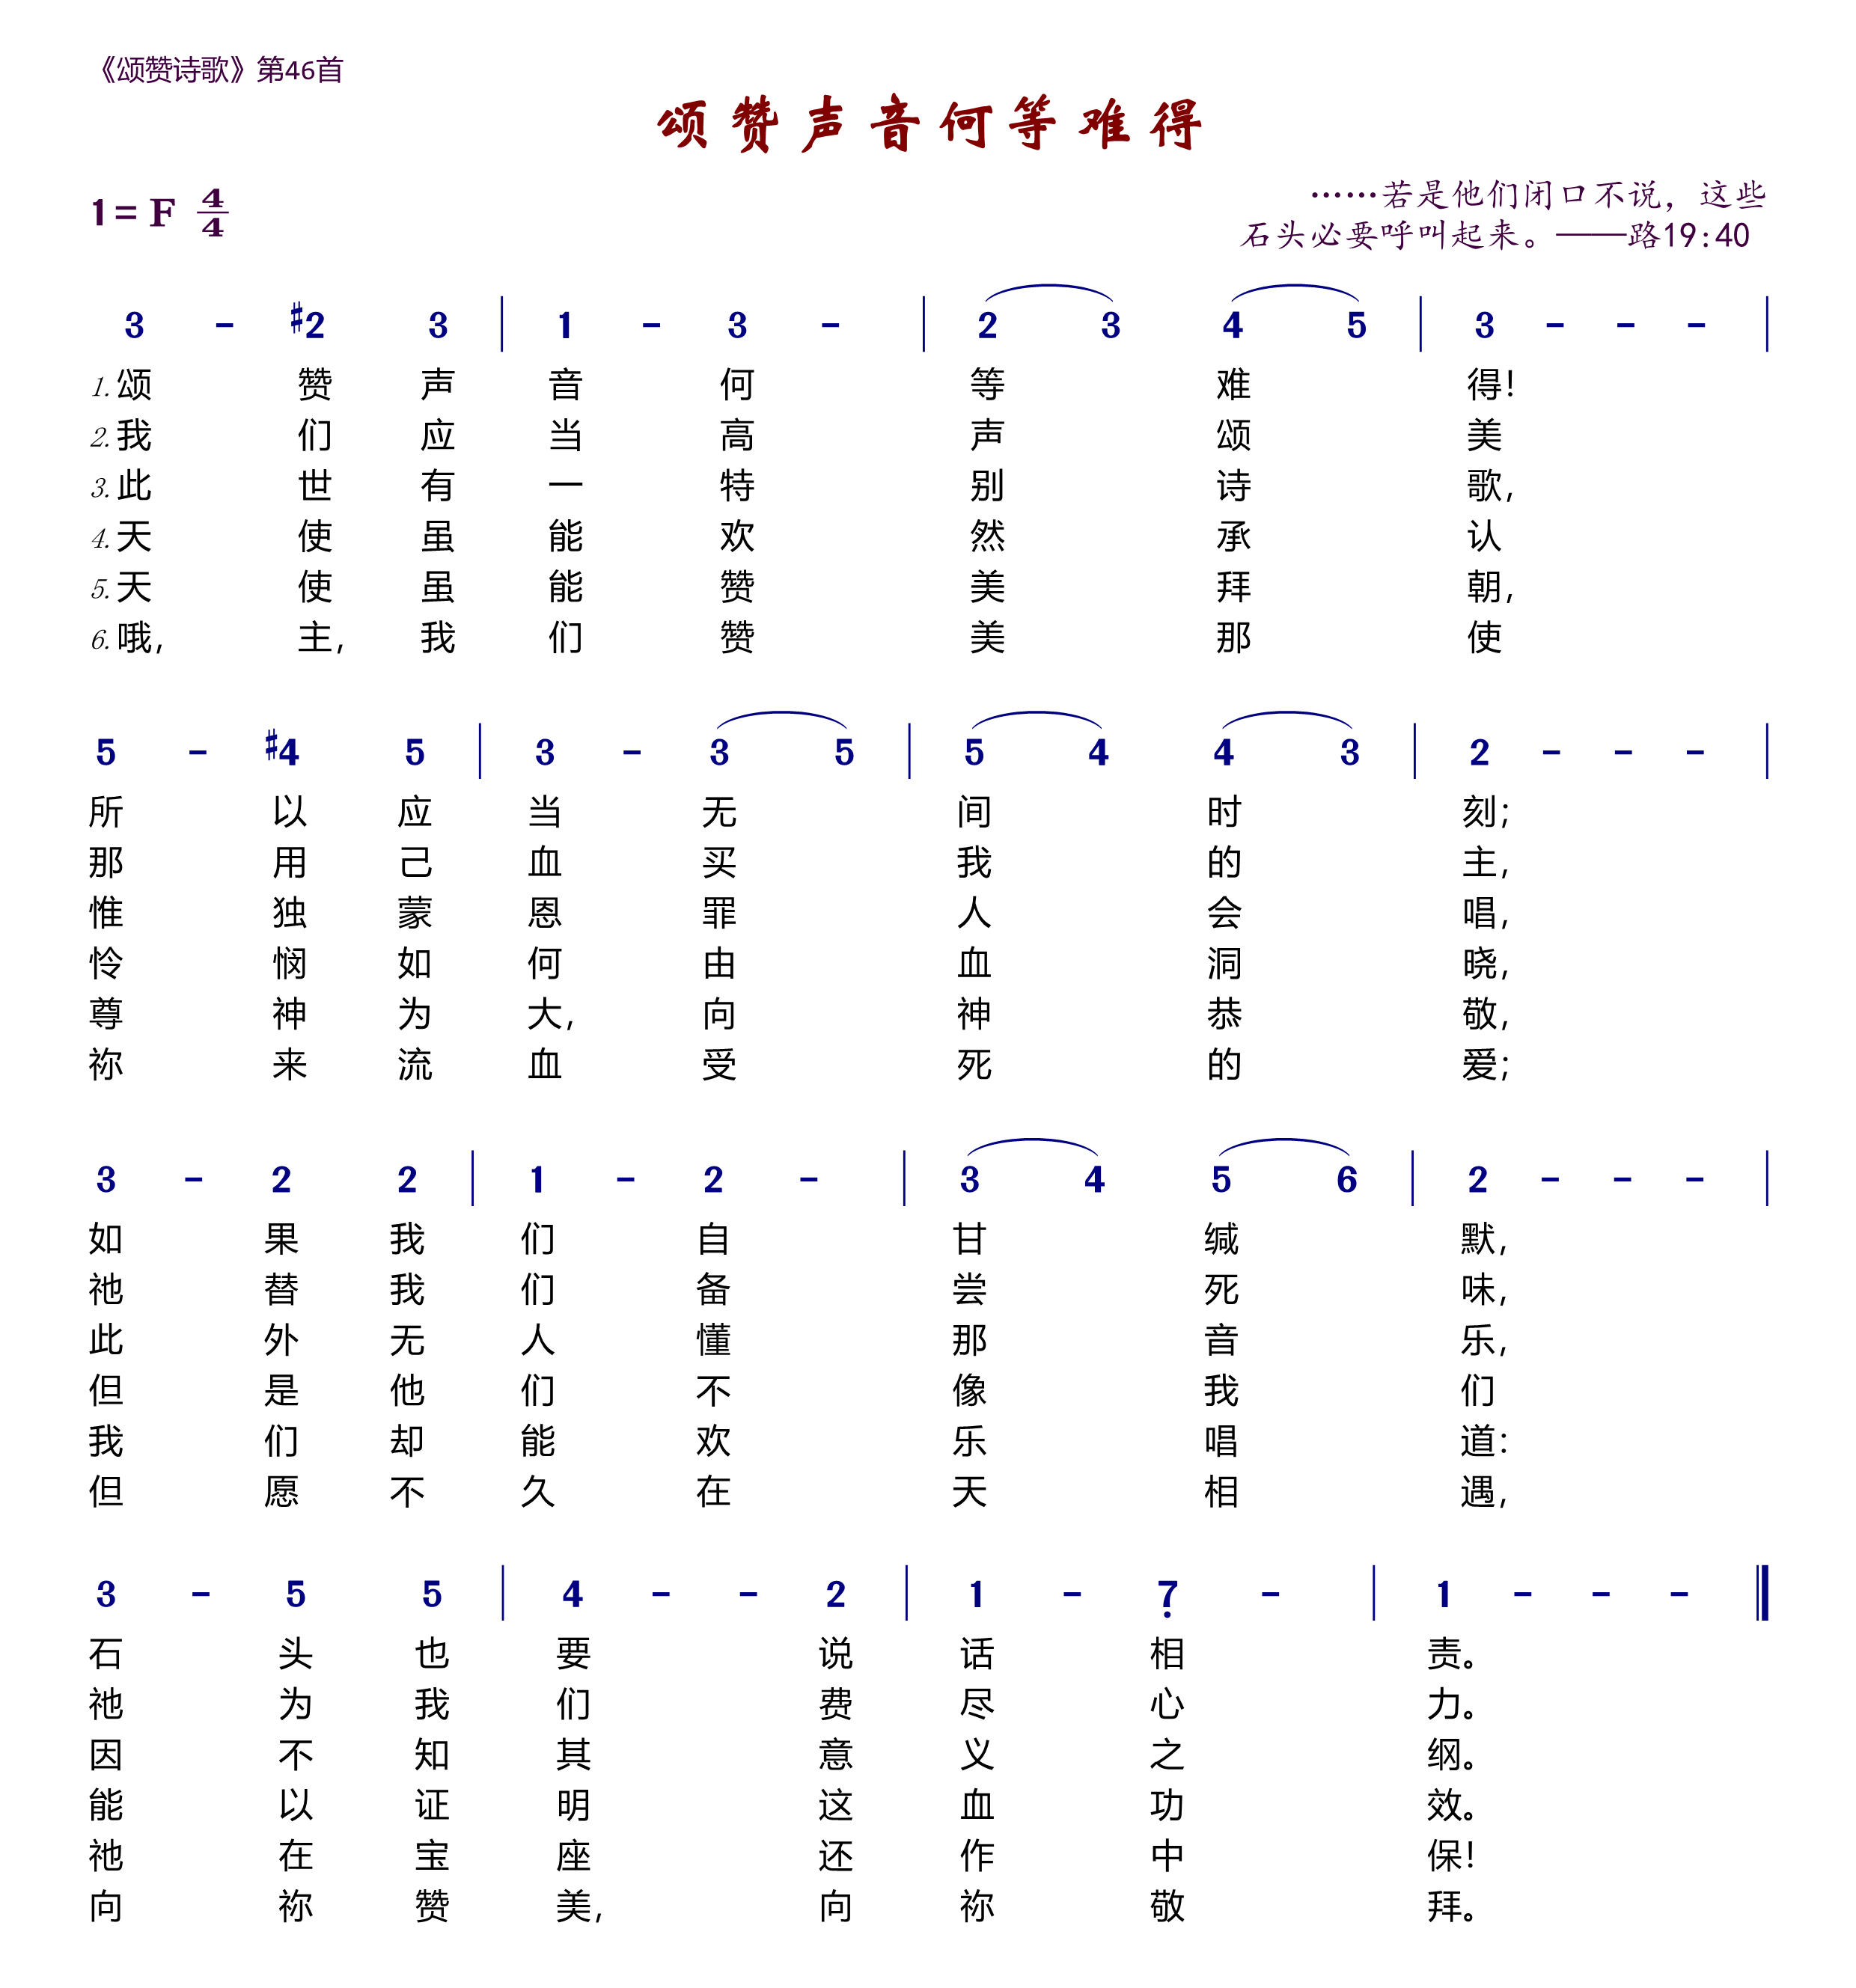 《颂赞诗歌》第46首
颂赞声音何等难得
1= F 4/4
……若是他们闭口不说，这些
石头必要呼叫起来。——路19:40
3 - #2 3 | 1 - 3 - | 2 3 4 5 | 3 - - - |
1.颂赞声音何等难得！
2.我们应当高声颂美
3.此世有一特别诗歌，
4.天使虽能欢然承认
5.天使虽能赞美拜朝，
6.哦，主，我们赞美那使
5 - #4 5 | 3 - 3 5 | 5 4 4 3 | 2 - - - |
所以应当无间时刻；
那用己血买我的主，
惟独蒙恩罪人会唱，
怜悯如何由血洞晓，
尊神为大，向神恭敬，
祢来流血受死的爱；
3 - 2 2 | 1 - 2 - | 3 4 5 6 | 2 - - - |
如果我们自甘缄默，
祂替我们备尝死味，
此外无人懂那音乐，
但是他们不像我们
我们却能欢乐唱道：
但愿不久在天相遇，
3 - 5 5 | 4 - - 2 | 1 - 7̣ - | 1 - - - ‖
石头也要说话相责。
祂为我们费尽心力。
因不知其意义之纲。
能以证明这血功效。
祂在宝座还作中保！
向祢赞美，向祢敬拜。